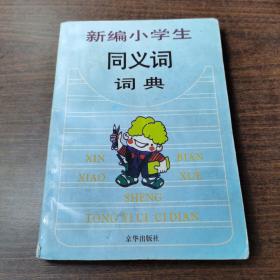 新编小学生
同义词
词典
XIN BIAN
XIAO XUE
SHENG
TONG YI CI CIDIAN
京华出版社